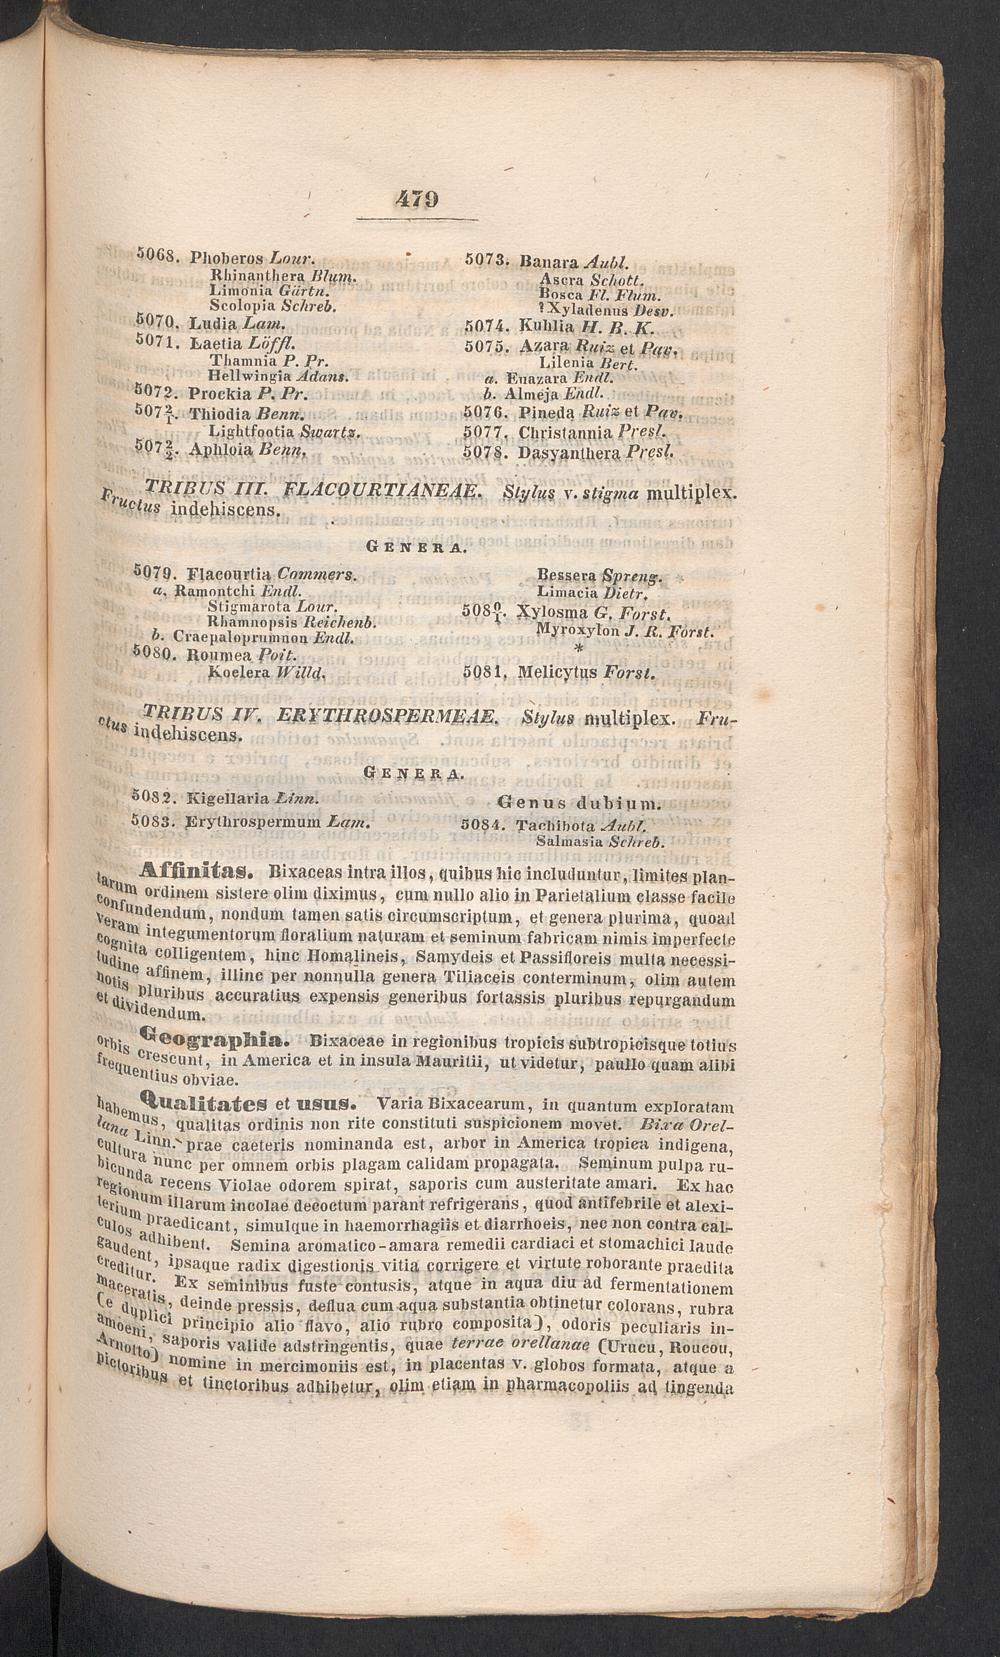 479
5068. Phoberos Lour.
Rhinanthera Blum.
Limonia Gärtn.
Scolopia Schreb.
5070. Ludia Lam.
5071. Laetia Löffl.
Thamnia P. Pr.
Hellwingia Adans.
5072. Prockia P. Pr.
507 2/1. Thiodia Benn.
Lightfootia Swartz.
507 2/2. Aphloia Benn.
5073. Banara Aubl.
Ascra Schott.
Bosca Fl. Flum.
? Xyladenus Desv.
5074. Kuhlia H. B. K.
5075. Azara Ruiz et Pav.
Lilenia Bert.
a. Euazara Endl.
b. Almeja Endl.
5076. Pineda Ruiz et Pav.
5077. Christannia Presl.
5078. Dasyanthera Presl.
TRIBUS III. FLACOURTIANEAE. Stylus v. stigma multiplex.
Fructus indehiscens.
GENERA.
5079. Flacourtia Commers.
a. Ramontchi Endl.
Stigmarota Lour.
Rhamnopsis Reichenb.
b. Craepaloprumnon Endl.
5080. Roumea Poit.
Koelera Willd.
Bessera Spreng.
Limacia Dietr.
508 0/1. Xylosma G. Forst.
Myroxylon J. R. Forst.
*
5081. Melicytus Forst.
TRIBUS IV. ERYTHROSPERMEAE. Stylus multiplex. Fru-
ctus indehiscens.
GENERA.
5082. Kigellaria Linn.
5083. Erythrospermum Lam.
Genus dubium.
5084. Tachibota Aubl.
Salmasia Schreb.
Affinitas. Bixaceas intra illos, quibus hic includuntur, limites plan-
tarum ordinem sistere olim diximus, cum nullo alio in Parietalium classe facile
confundendum, nondum tamen satis circumscriptum, et genera plurima, quoad
veram integumentorum floralium naturam et seminum fabricam nimis imperfecte
cognita colligentem, hinc Homalineis, Samydeis et Passifloreis multa necessi-
tudine affinem, illinc per nonnulla genera Tiliaceis conterminum, olim autem
notis pluribus accuratius expensis generibus fortassis pluribus repurgandum
et dividendum.
Geographia. Bixaceae in regionibus tropicis subtropicisque totius
orbis crescunt, in America et in insula Mauritii, ut videtur, paullo quam alibi
frequentius obviae.
Qualitates et usus. Varia Bixacearum, in quantum exploratam
habemus, qualitas ordinis non rite constituti suspicionem movet. Bixa Orel-
lana Linn. prae caeteris nominanda est, arbor in America tropica indigena,
cultura nunc per omnem orbis plagam calidam propagata. Seminum pulpa ru-
bicunda recens Violae odorem spirat, saporis cum austeritate amari. Ex hac
regionum illarum incolae decoctum parant refrigerans, quod antifebrile et alexi-
terium praedicant, simulque in haemorrhagiis et diarrhoeis, nec non contra cal-
culos adhibent. Semina aromatico-amara remedii cardiaci et stomachici laude
gaudent, ipsaque radix digestionis vitia corrigere et virtute roborante praedita
creditur. Ex seminibus fuste contusis, atque in aqua diu ad fermentationem
maceratis, deinde pressis, deflua cum aqua substantia obtinetur colorans, rubra
(e duplici principio alio flavo, alio rubro composita), odoris peculiaris in-
amoeni, saporis valide adstringentis, quae terrae orellanae (Urucu, Roucou,
Arnotto) nomine in mercimoniis est, in placentas v. globos formata, atque a
pictoribus et tinctoribus adhibetur, olim etiam in pharmacopoliis ad tingenda